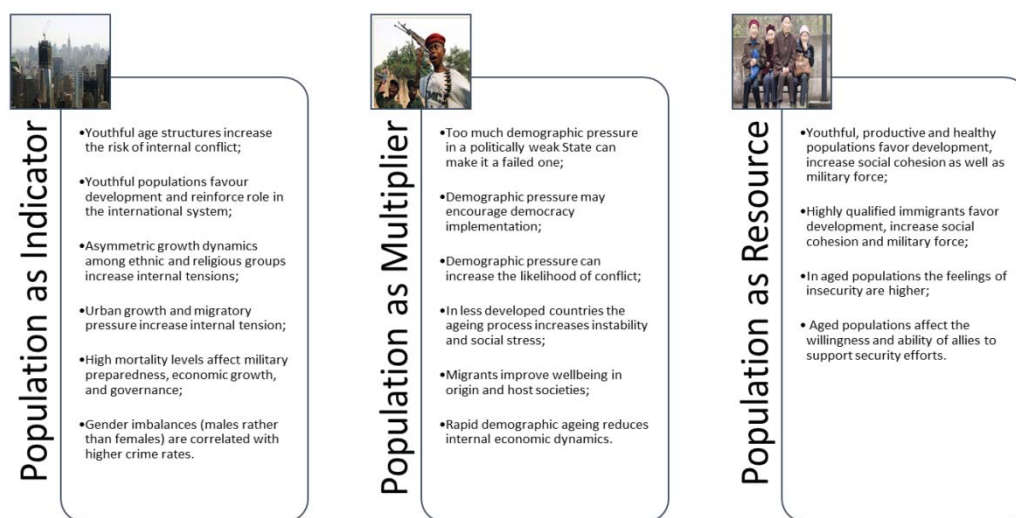 Population as Indicator
•Youthful age structures increase
the risk of internal conflict;
•Youthful populations favour
development and reinforce role in
the international system;
•Asymmetric growth dynamics
among ethnic and religious groups
increase internal tensions;
•Urban growth and migratory
pressure increase internal tension;
•High mortality levels affect military
preparedness, economic growth,
and governance;
•Gender imbalances (males rather
than females) are correlated with
higher crime rates.
Population as Multiplier
•Too much demographic pressure
in a politically weak State can
make it a failed one;
•Demographic pressure may
encourage democracy
implementation;
•Demographic pressure can
increase the likelihood of conflict;
•In less developed countries the
ageing process increases instability
and social stress;
•Migrants improve wellbeing in
origin and host societies;
•Rapid demographic ageing reduces
internal economic dynamics.
Population as Resource
•Youthful, productive and healthy
populations favor development,
increase social cohesion as well as
military force;
•Highly qualified immigrants favor
development, increase social
cohesion and military force;
•In aged populations the feelings of
insecurity are higher;
• Aged populations affect the
willingness and ability of allies to
support security efforts.